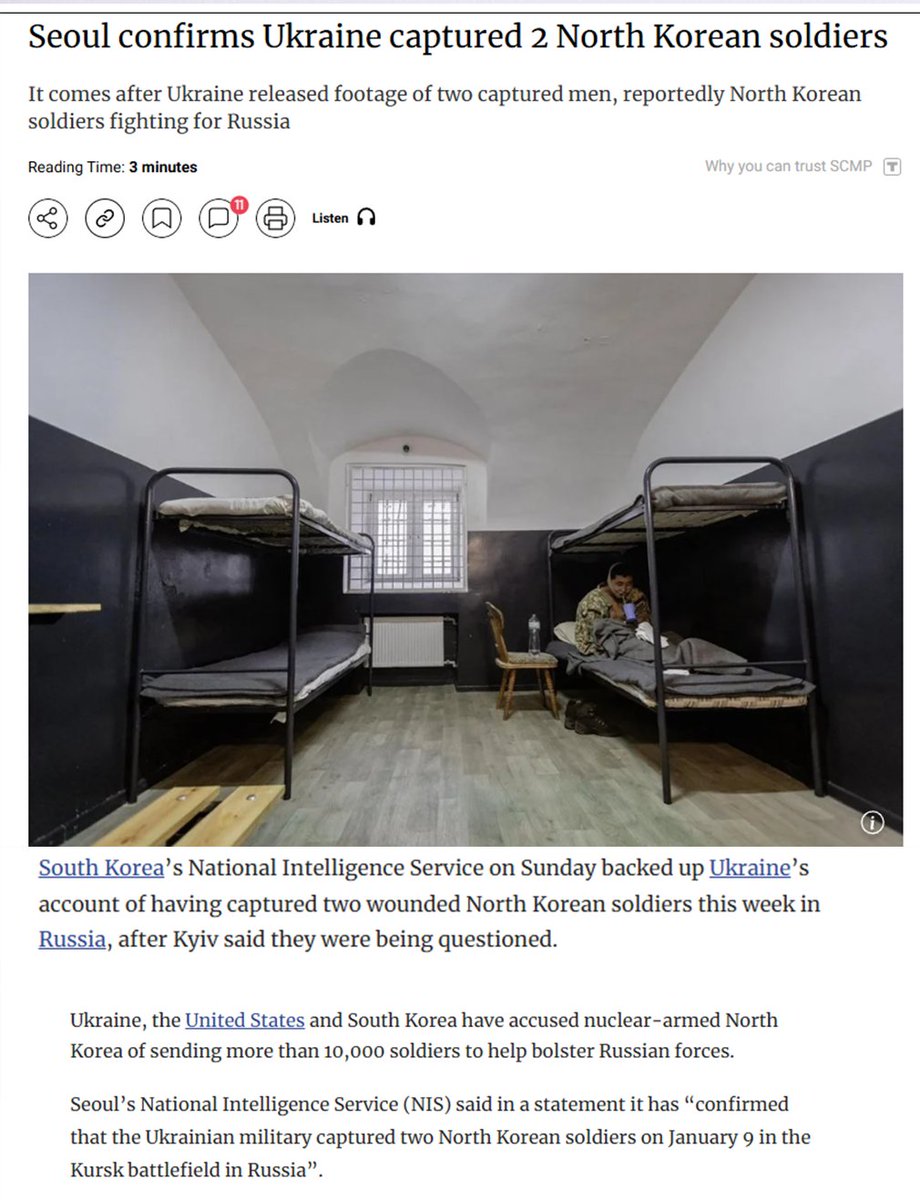 Seoul confirms Ukraine captured 2 North Korean soldiers
It comes after Ukraine released footage of two captured men, reportedly North Korean
soldiers fighting for Russia
Reading Time: 3 minutes
Why you can trust SCMP T
11
Listen
i
South Korea’s National Intelligence Service on Sunday backed up Ukraine’s
account of having captured two wounded North Korean soldiers this week in
Russia, after Kyiv said they were being questioned.
Ukraine, the United States and South Korea have accused nuclear-armed North
Korea of sending more than 10,000 soldiers to help bolster Russian forces.
Seoul’s National Intelligence Service (NIS) said in a statement it has “confirmed
that the Ukrainian military captured two North Korean soldiers on January 9 in the
Kursk battlefield in Russia”.